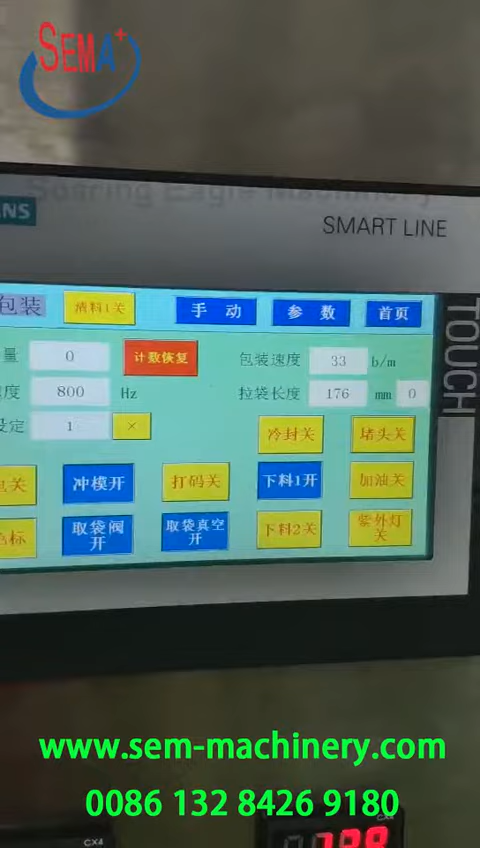 SEMA+
Soaring Eagle Machinery
NS
SMART LINE
TOUCH
包装 清料1关 手动 参数 首页
量 0 计数恢复 包装速度 33 b/m
度 800 Hz 拉袋长度 176 mm 0
设定 1 ×
冷封关 堵头关
关 冲模开 打码关 下料1开 加油关
标 取袋阀开 取袋真空开 下料2关 紫外灯关
www.sem-machinery.com
0086 132 8426 9180
CX4